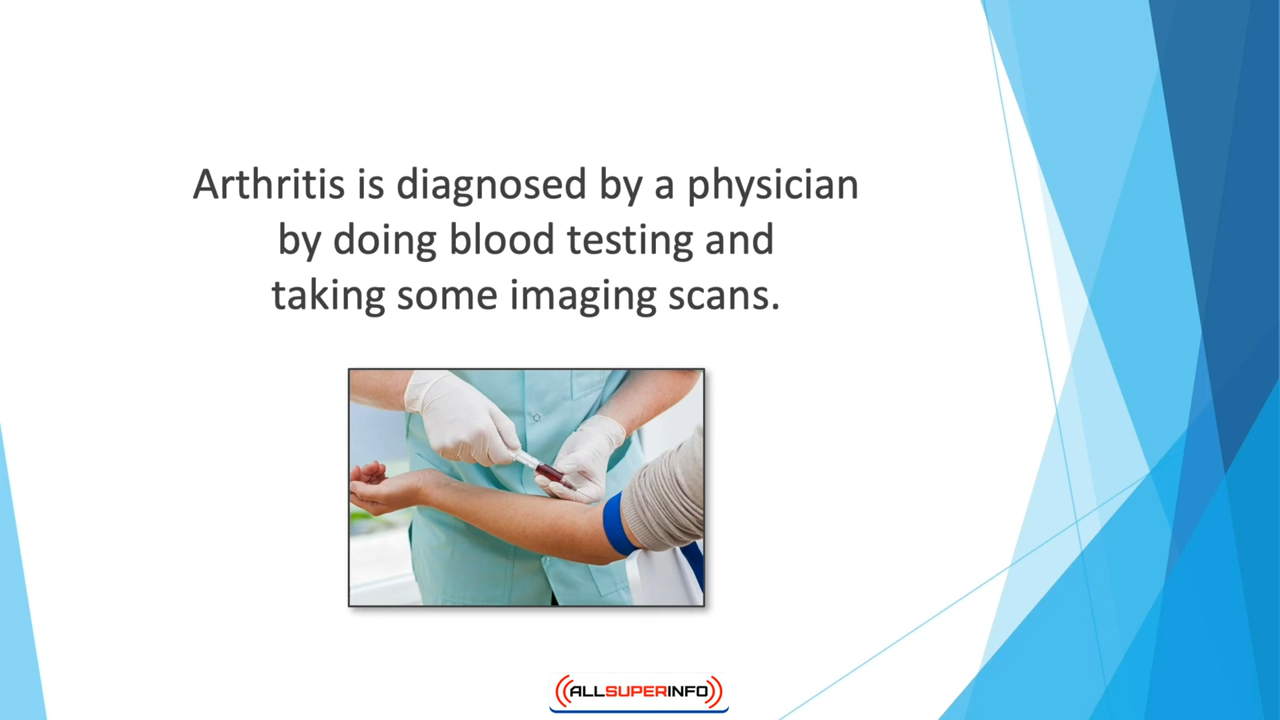 Arthritis is diagnosed by a physician
by doing blood testing and
taking some imaging scans.
ALLSUPERINFO